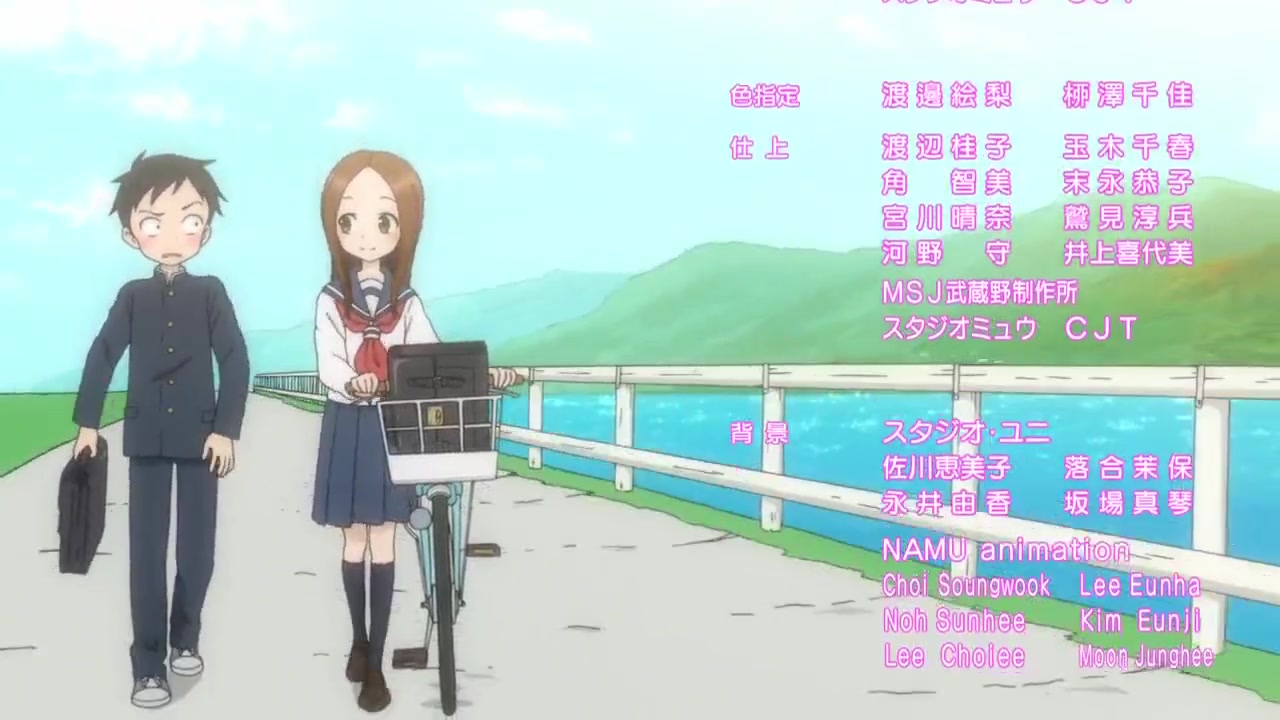 色指定 渡邊絵梨 栁澤千佳
仕上 渡辺桂子 玉木千春
角 智美 末永恭子
宮川晴奈 鷲見淳兵
河野 守 井上喜代美
MSJ武蔵野制作所
スタジオミュウ CJT
背景 スタジオ·ユニ
佐川恵美子 落合茉保
永井由香 坂場真琴
NAMU animation
Choi Soungwook Lee Eunha
Noh Sunhee Kim Eunji
Lee Choiee Moon Junghee